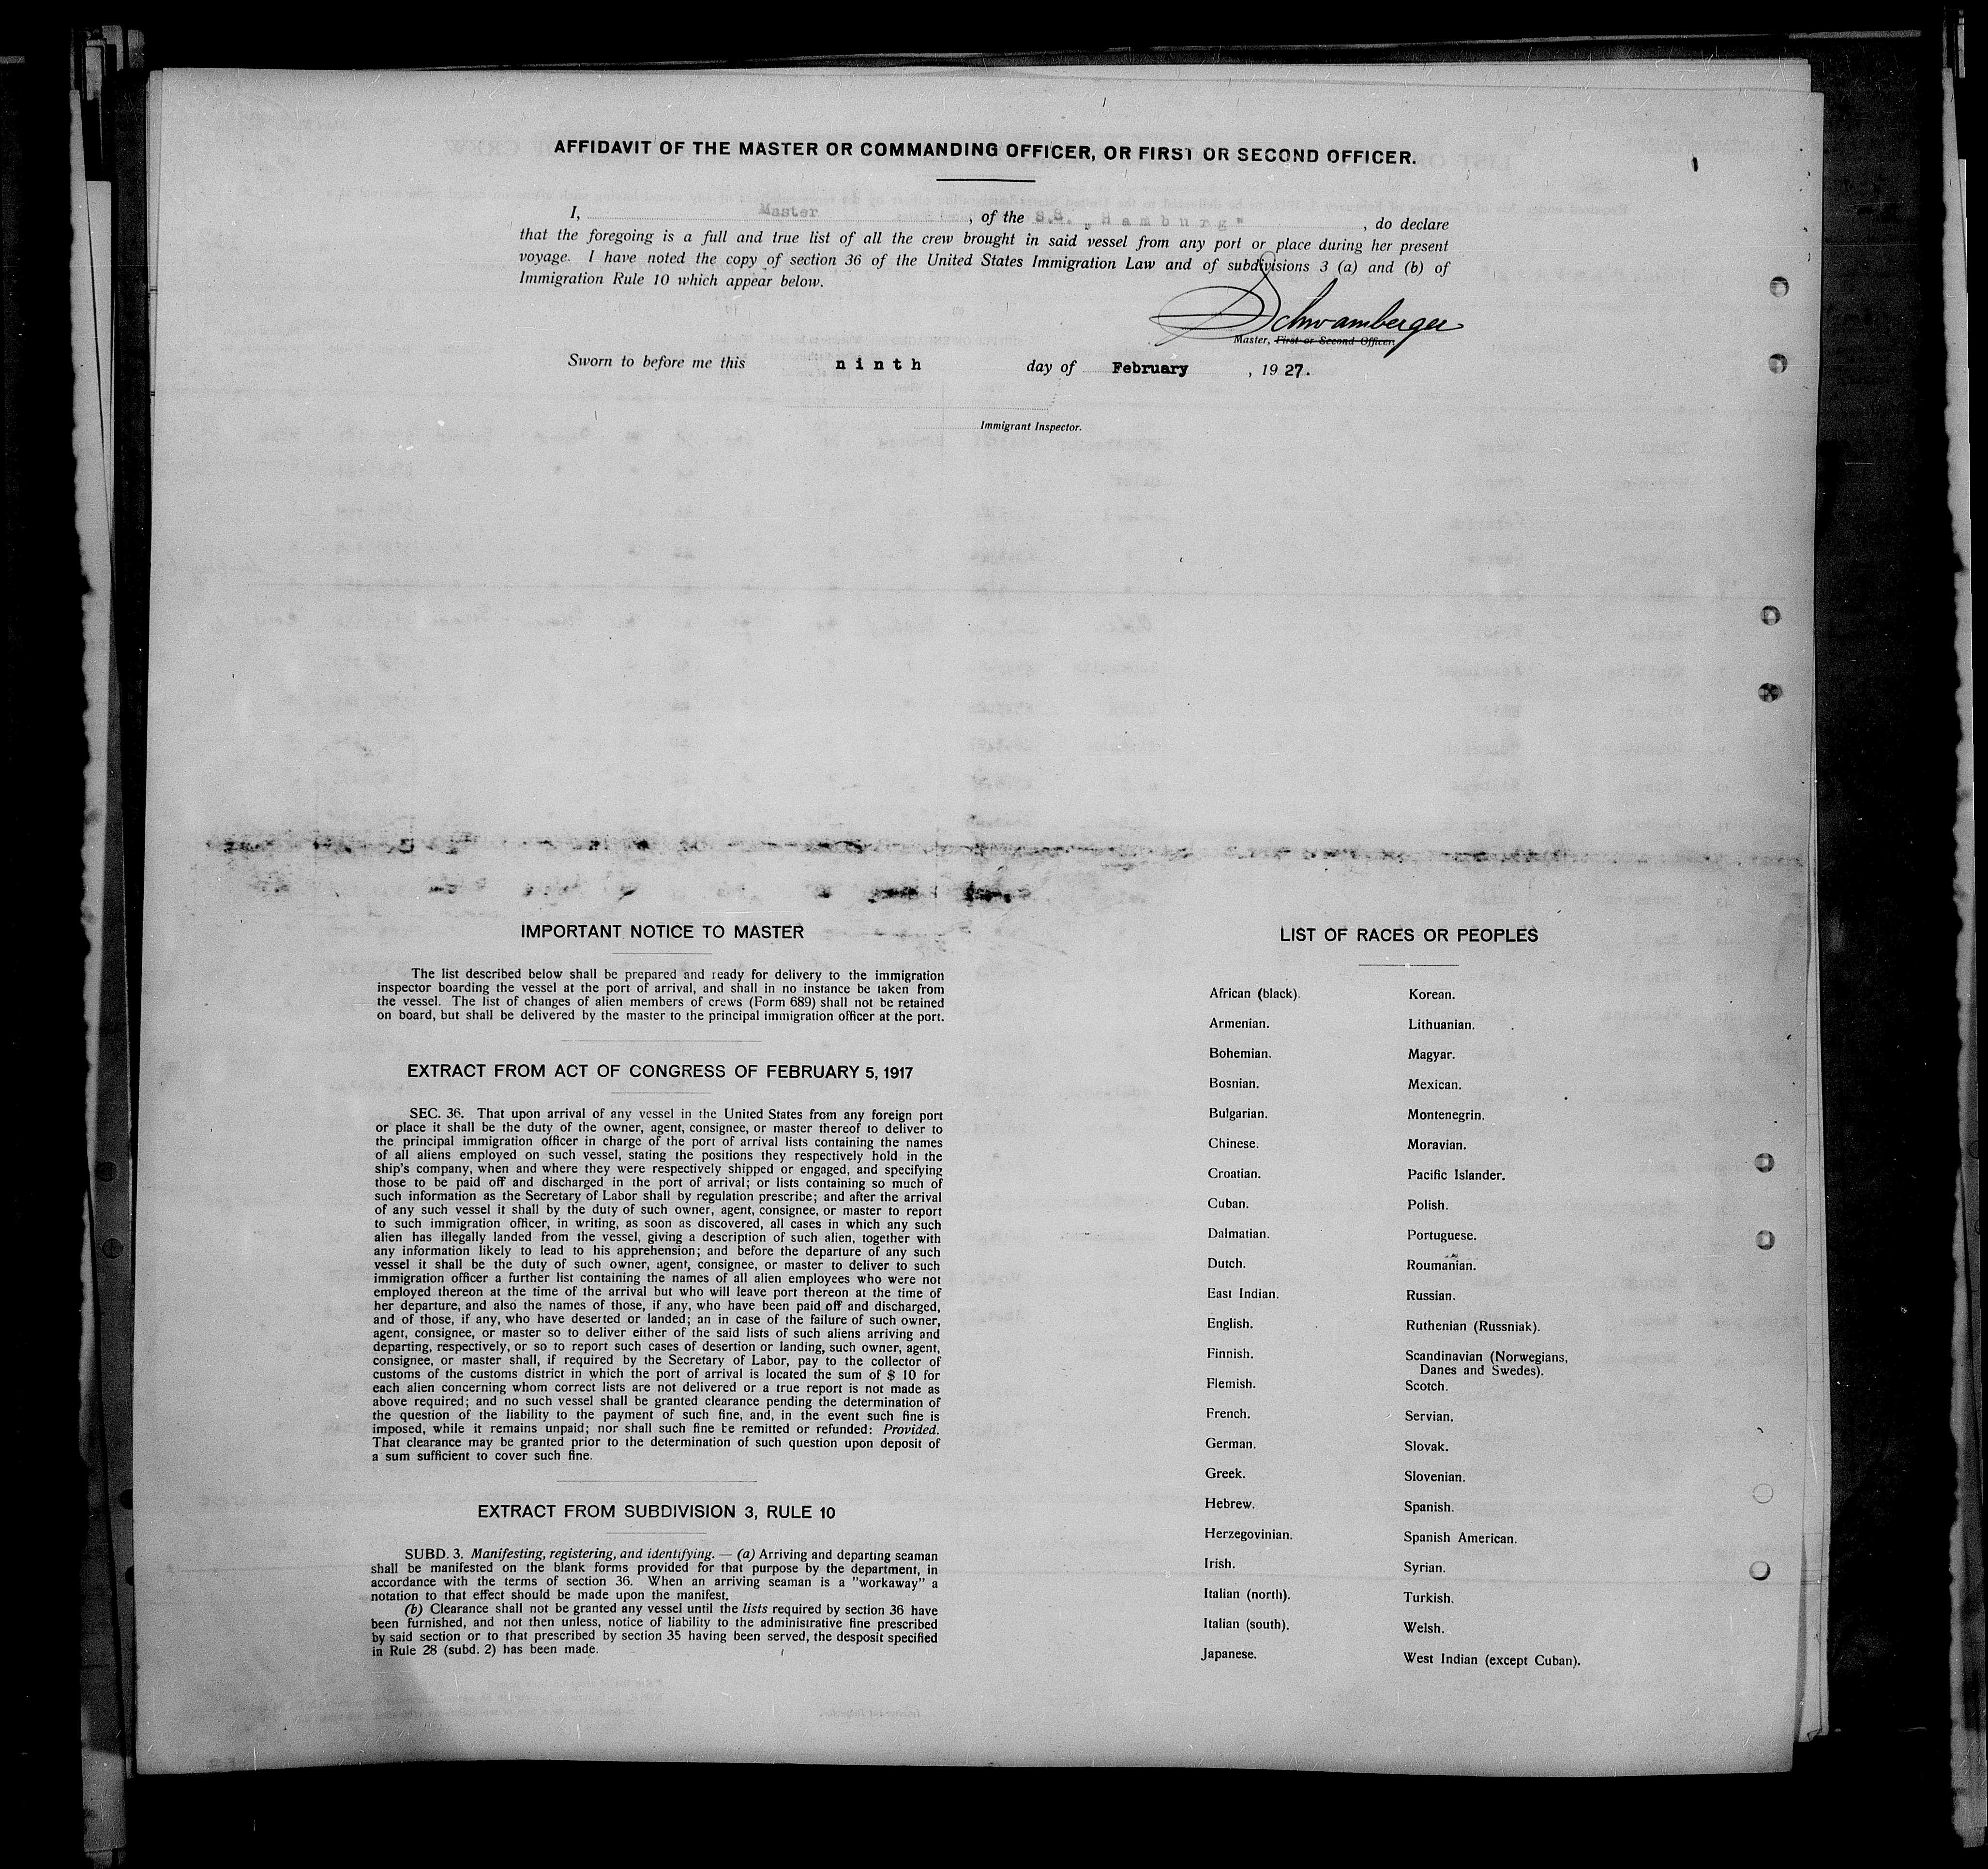 AFFIDAVIT OF THE MASTER OR COMMANDING OFFICER, OR FIRST OR SECOND OFFICER.
I, Master, of the S.S. „Hamburg", do declare
that the foregoing is a full and true list of all the crew brought in said vessel from any port or place during her present
voyage. I have noted the copy of section 36 of the United States Immigration Law and of subdivisions 3 (a) and (b) of
Immigration Rule 10 which appear below.
Schwamberger
Master, First or Second Officer.
Sworn to before me this ninth day of February, 1927.
Immigrant Inspector.
IMPORTANT NOTICE TO MASTER
The list described below shall be prepared and ready for delivery to the immigration
inspector boarding the vessel at the port of arrival, and shall in no instance be taken from
the vessel. The list of changes of alien members of crews (Form 689) shall not be retained
on board, but shall be delivered by the master to the principal immigration officer at the port.
EXTRACT FROM ACT OF CONGRESS OF FEBRUARY 5, 1917
SEC. 36. That upon arrival of any vessel in the United States from any foreign port
or place it shall be the duty of the owner, agent, consignee, or master thereof to deliver to
the principal immigration officer in charge of the port of arrival lists containing the names
of all aliens employed on such vessel, stating the positions they respectively hold in the
ship's company, when and where they were respectively shipped or engaged, and specifying
those to be paid off and discharged in the port of arrival; or lists containing so much of
such information as the Secretary of Labor shall by regulation prescribe; and after the arrival
of any such vessel it shall by the duty of such owner, agent, consignee, or master to report
to such immigration officer, in writing, as soon as discovered, all cases in which any such
alien has illegally landed from the vessel, giving a description of such alien, together with
any information likely to lead to his apprehension; and before the departure of any such
vessel it shall be the duty of such owner, agent, consignee, or master to deliver to such
immigration officer a further list containing the names of all alien employees who were not
employed thereon at the time of the arrival but who will leave port thereon at the time of
her departure, and also the names of those, if any, who have been paid off and discharged,
and of those, if any, who have deserted or landed; an in case of the failure of such owner,
agent, consignee, or master so to deliver either of the said lists of such aliens arriving and
departing, respectively, or so to report such cases of desertion or landing, such owner, agent,
consignee, or master shall, if required by the Secretary of Labor, pay to the collector of
customs of the customs district in which the port of arrival is located the sum of $ 10 for
each alien concerning whom correct lists are not delivered or a true report is not made as
above required; and no such vessel shall be granted clearance pending the determination of
the question of the liability to the payment of such fine, and, in the event such fine is
imposed, while it remains unpaid; nor shall such fine be remitted or refunded: Provided.
That clearance may be granted prior to the determination of such question upon deposit of
a sum sufficient to cover such fine.
EXTRACT FROM SUBDIVISION 3, RULE 10
SUBD. 3. Manifesting, registering, and identifying. — (a) Arriving and departing seaman
shall be manifested on the blank forms provided for that purpose by the department, in
accordance with the terms of section 36. When an arriving seaman is a "workaway" a
notation to that effect should be made upon the manifest.
(b) Clearance shall not be granted any vessel until the lists required by section 36 have
been furnished, and not then unless, notice of liability to the administrative fine prescribed
by said section or to that prescribed by section 35 having been served, the desposit specified
in Rule 28 (subd. 2) has been made.
LIST OF RACES OR PEOPLES
African (black).
Armenian.
Bohemian.
Bosnian.
Bulgarian.
Chinese.
Croatian.
Cuban.
Dalmatian.
Dutch.
East Indian.
English.
Finnish.
Flemish.
French.
German.
Greek.
Hebrew.
Herzegovinian.
Irish.
Italian (north).
Italian (south).
Japanese.
Korean.
Lithuanian.
Magyar.
Mexican.
Montenegrin.
Moravian.
Pacific Islander.
Polish.
Portuguese.
Roumanian.
Russian.
Ruthenian (Russniak).
Scandinavian (Norwegians,
Danes and Swedes).
Scotch.
Servian.
Slovak.
Slovenian.
Spanish.
Spanish American.
Syrian.
Turkish.
Welsh.
West Indian (except Cuban).